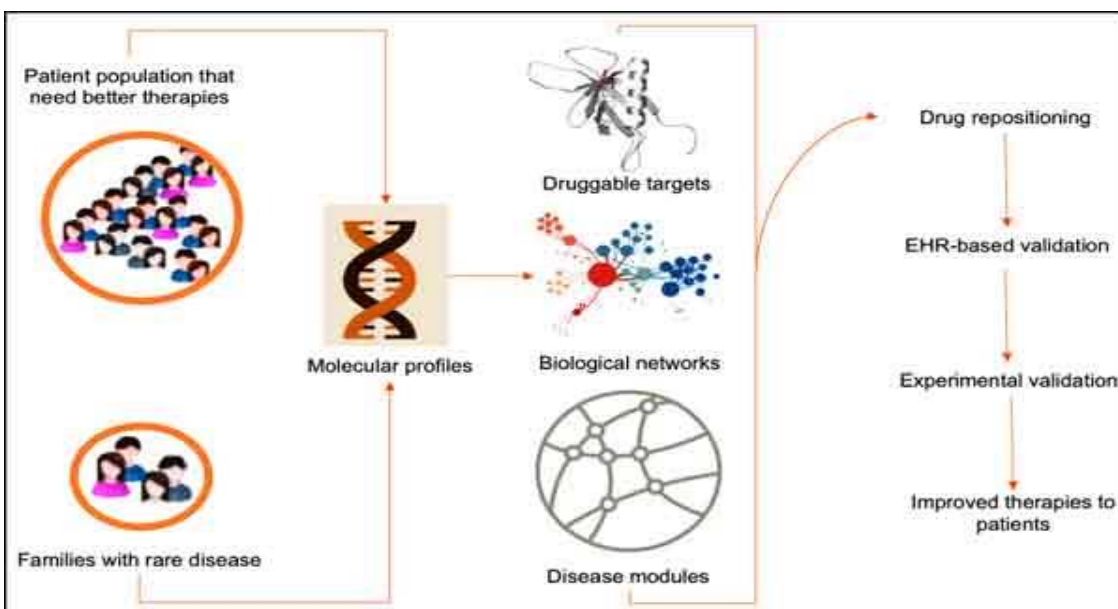 Patient population that
need better therapies
Families with rare disease
Molecular profiles
Druggable targets
Biological networks
Disease modules
Drug repositioning
EHR-based validation
Experimental validation
Improved therapies to
patients